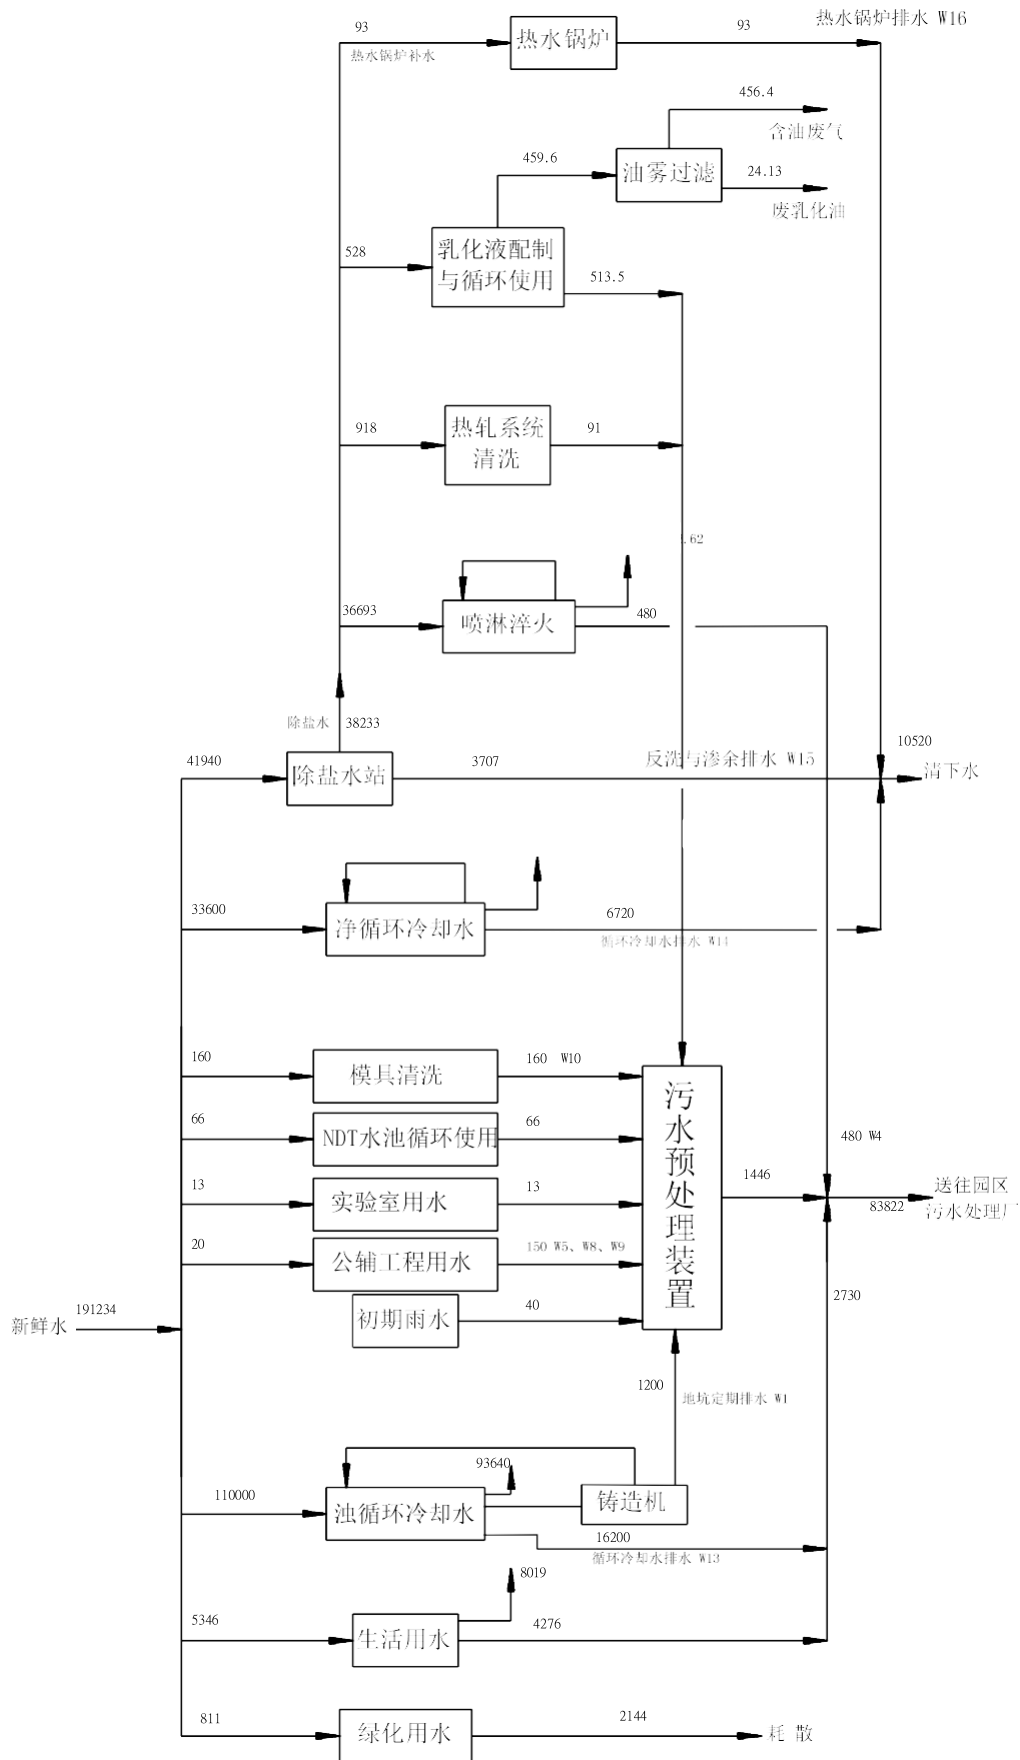 93
热水锅炉补水
热水锅炉
93
热水锅炉排水 W16
456.4
含油废气
459.6
油雾过滤
24.13
废乳化油
528
乳化液配制
与循环使用
513.5
918
热轧系统
清洗
91
.62
36693
喷淋淬火
480
除盐水
38233
41940
除盐水站
3707
反洗与渗余排水 W15
10520
清下水
33600
净循环冷却水
6720
循环冷却水排水 W14
160
模具清洗
160 W10
污水预处理装置
66
NDT水池循环使用
66
480 W4
13
实验室用水
13
1446
送往园区
污水处理厂
83822
20
公辅工程用水
150 W5、W8、W9
2730
新鲜水
191234
初期雨水
40
1200
地坑定期排水 W1
110000
浊循环冷却水
93640
铸造机
16200
循环冷却水排水 W13
8019
5346
生活用水
4276
811
绿化用水
2144
耗 散